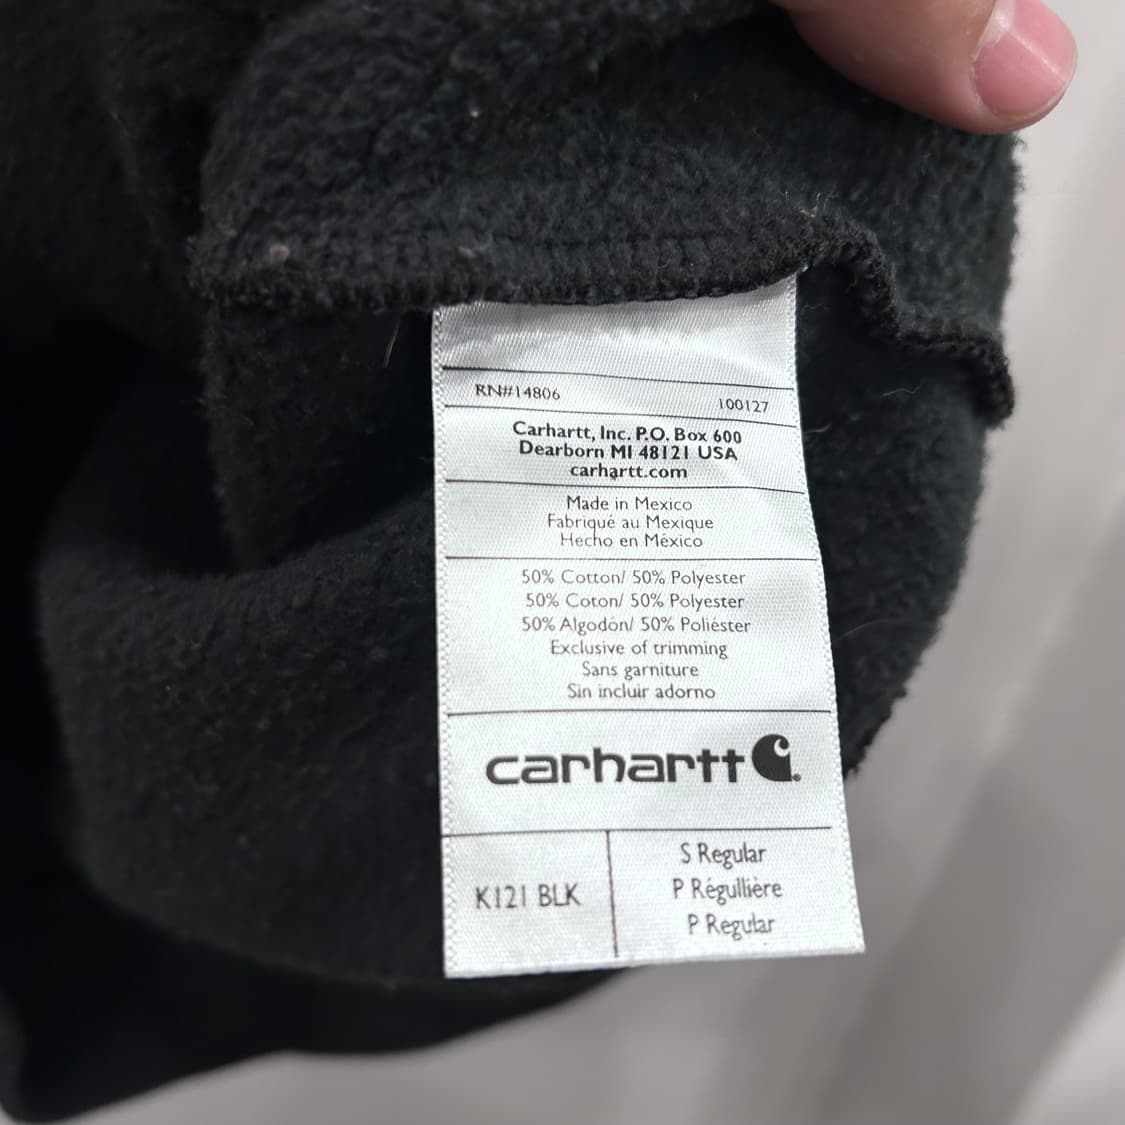 RN#14806
100127
Carhartt, Inc. P.O. Box 600
Dearborn MI 48121 USA
carhartt.com
Made in Mexico
Fabriqué au Mexique
Hecho en México
50% Cotton/ 50% Polyester
50% Coton/ 50% Polyester
50% Algodón/ 50% Poliéster
Exclusive of trimming
Sans garniture
Sin incluir adorno
carhartt
K121 BLK
S Regular
P Régullière
P Regular